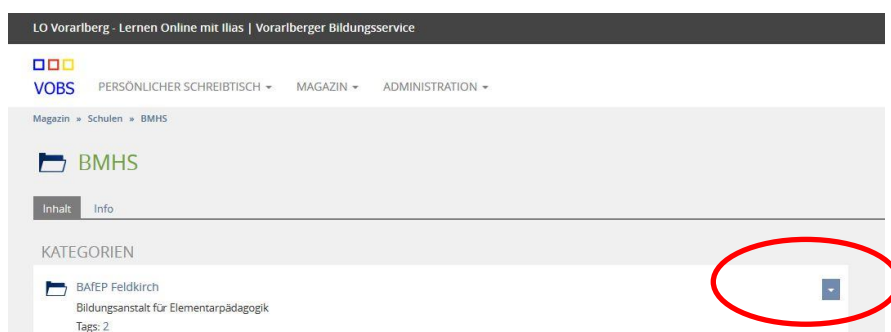 LO Vorarlberg - Lernen Online mit Ilias | Vorarlberger Bildungsservice
VOBS PERSÖNLICHER SCHREIBTISCH MAGAZIN ADMINISTRATION
Magazin » Schulen » BMHS
BMHS
Inhalt Info
KATEGORIEN
BAfEP Feldkirch
Bildungsanstalt für Elementarpädagogik
Tags: 2